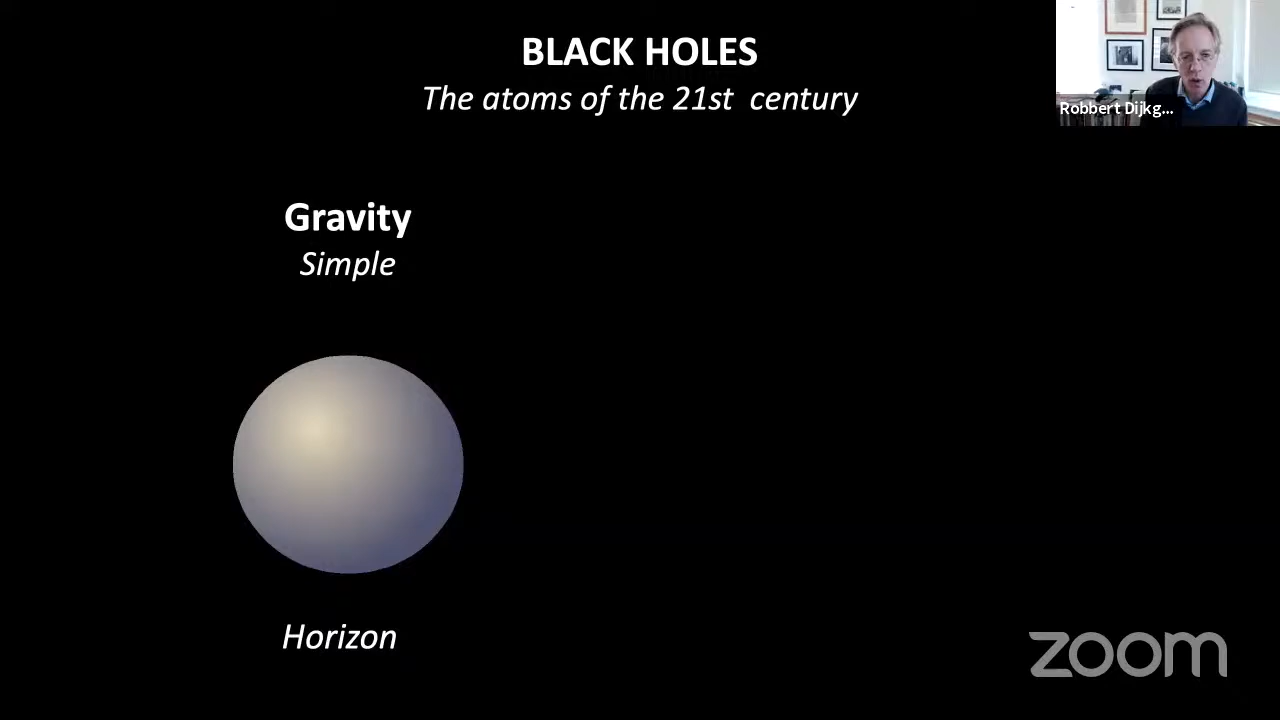 BLACK HOLES
The atoms of the 21st century
Robbert Dijkg...
Gravity
Simple
Horizon
zoom